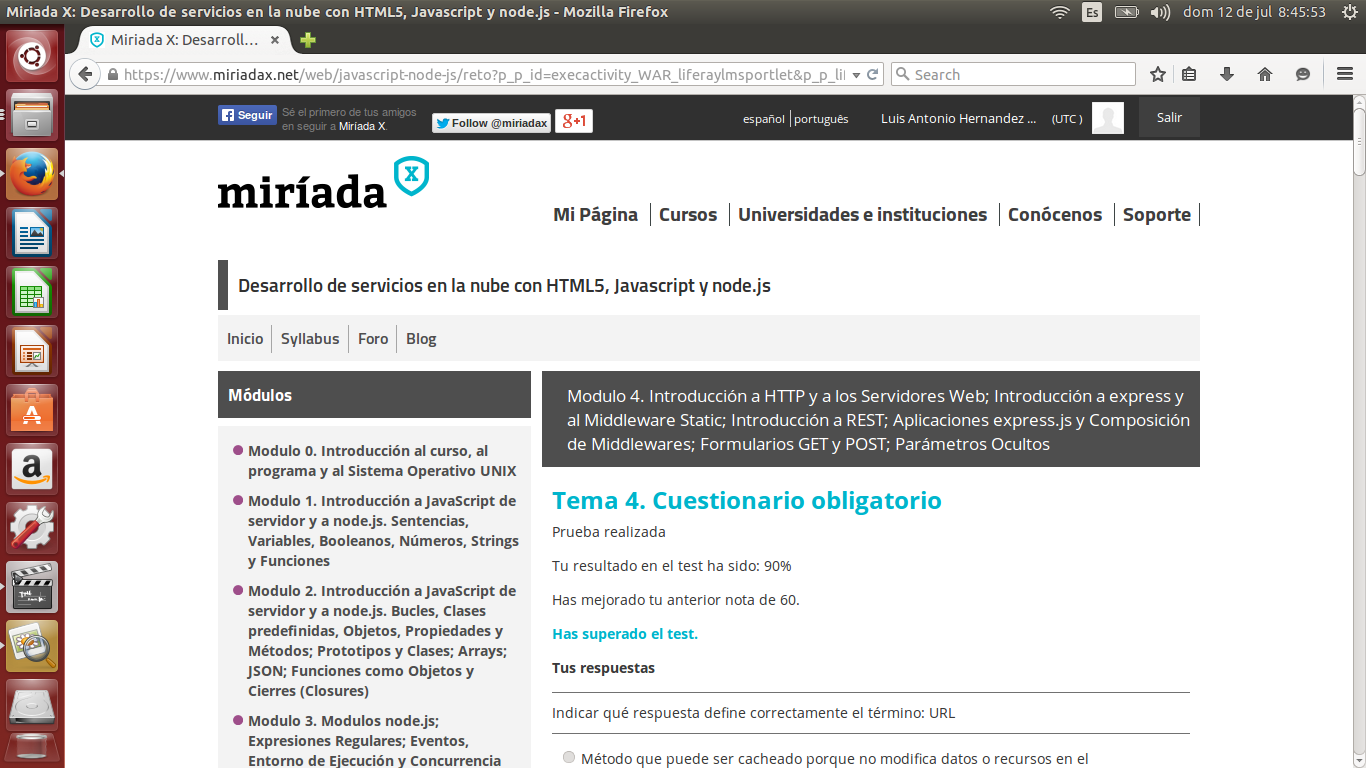 Miriada X: Desarrollo de servicios en la nube con HTML5, Javascript y node.js - Mozilla Firefox
Es
dom 12 de jul 8:45:53
Miriada X: Desarroll...
https://www.miriadax.net/web/javascript-node-js/reto?p_p_id=execactivity_WAR_liferaylmsportlet&p_p_li
Search
Seguir
Sé el primero de tus amigos
en seguir a Miríada X.
Follow @miriadax
g+1
español
português
Luis Antonio Hernandez ...
(UTC )
Salir
miríada
X
Mi Página
Cursos
Universidades e instituciones
Conócenos
Soporte
Desarrollo de servicios en la nube con HTML5, Javascript y node.js
Inicio
Syllabus
Foro
Blog
Módulos
Modulo 0. Introducción al curso, al
programa y al Sistema Operativo UNIX
Modulo 1. Introducción a JavaScript de
servidor y a node.js. Sentencias,
Variables, Booleanos, Números, Strings
y Funciones
Modulo 2. Introducción a JavaScript de
servidor y a node.js. Bucles, Clases
predefinidas, Objetos, Propiedades y
Métodos; Prototipos y Clases; Arrays;
JSON; Funciones como Objetos y
Cierres (Closures)
Modulo 3. Modulos node.js;
Expresiones Regulares; Eventos,
Entorno de Ejecución y Concurrencia
Modulo 4. Introducción a HTTP y a los Servidores Web; Introducción a express y
al Middleware Static; Introducción a REST; Aplicaciones express.js y Composición
de Middlewares; Formularios GET y POST; Parámetros Ocultos
Tema 4. Cuestionario obligatorio
Prueba realizada
Tu resultado en el test ha sido: 90%
Has mejorado tu anterior nota de 60.
Has superado el test.
Tus respuestas
Indicar qué respuesta define correctamente el término: URL
Método que puede ser cacheado porque no modifica datos o recursos en el